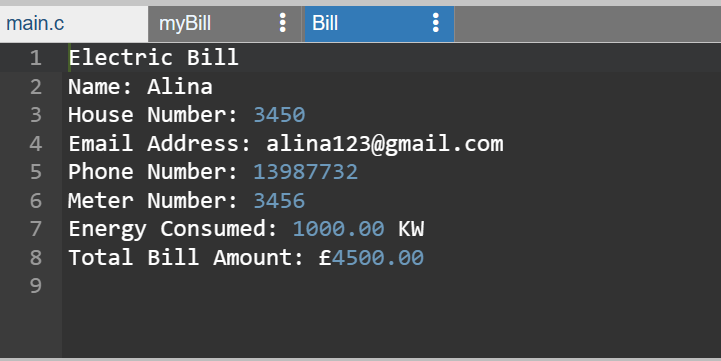 main.c myBill Bill
1 Electric Bill
2 Name: Alina
3 House Number: 3450
4 Email Address: alina123@gmail.com
5 Phone Number: 13987732
6 Meter Number: 3456
7 Energy Consumed: 1000.00 KW
8 Total Bill Amount: £4500.00
9